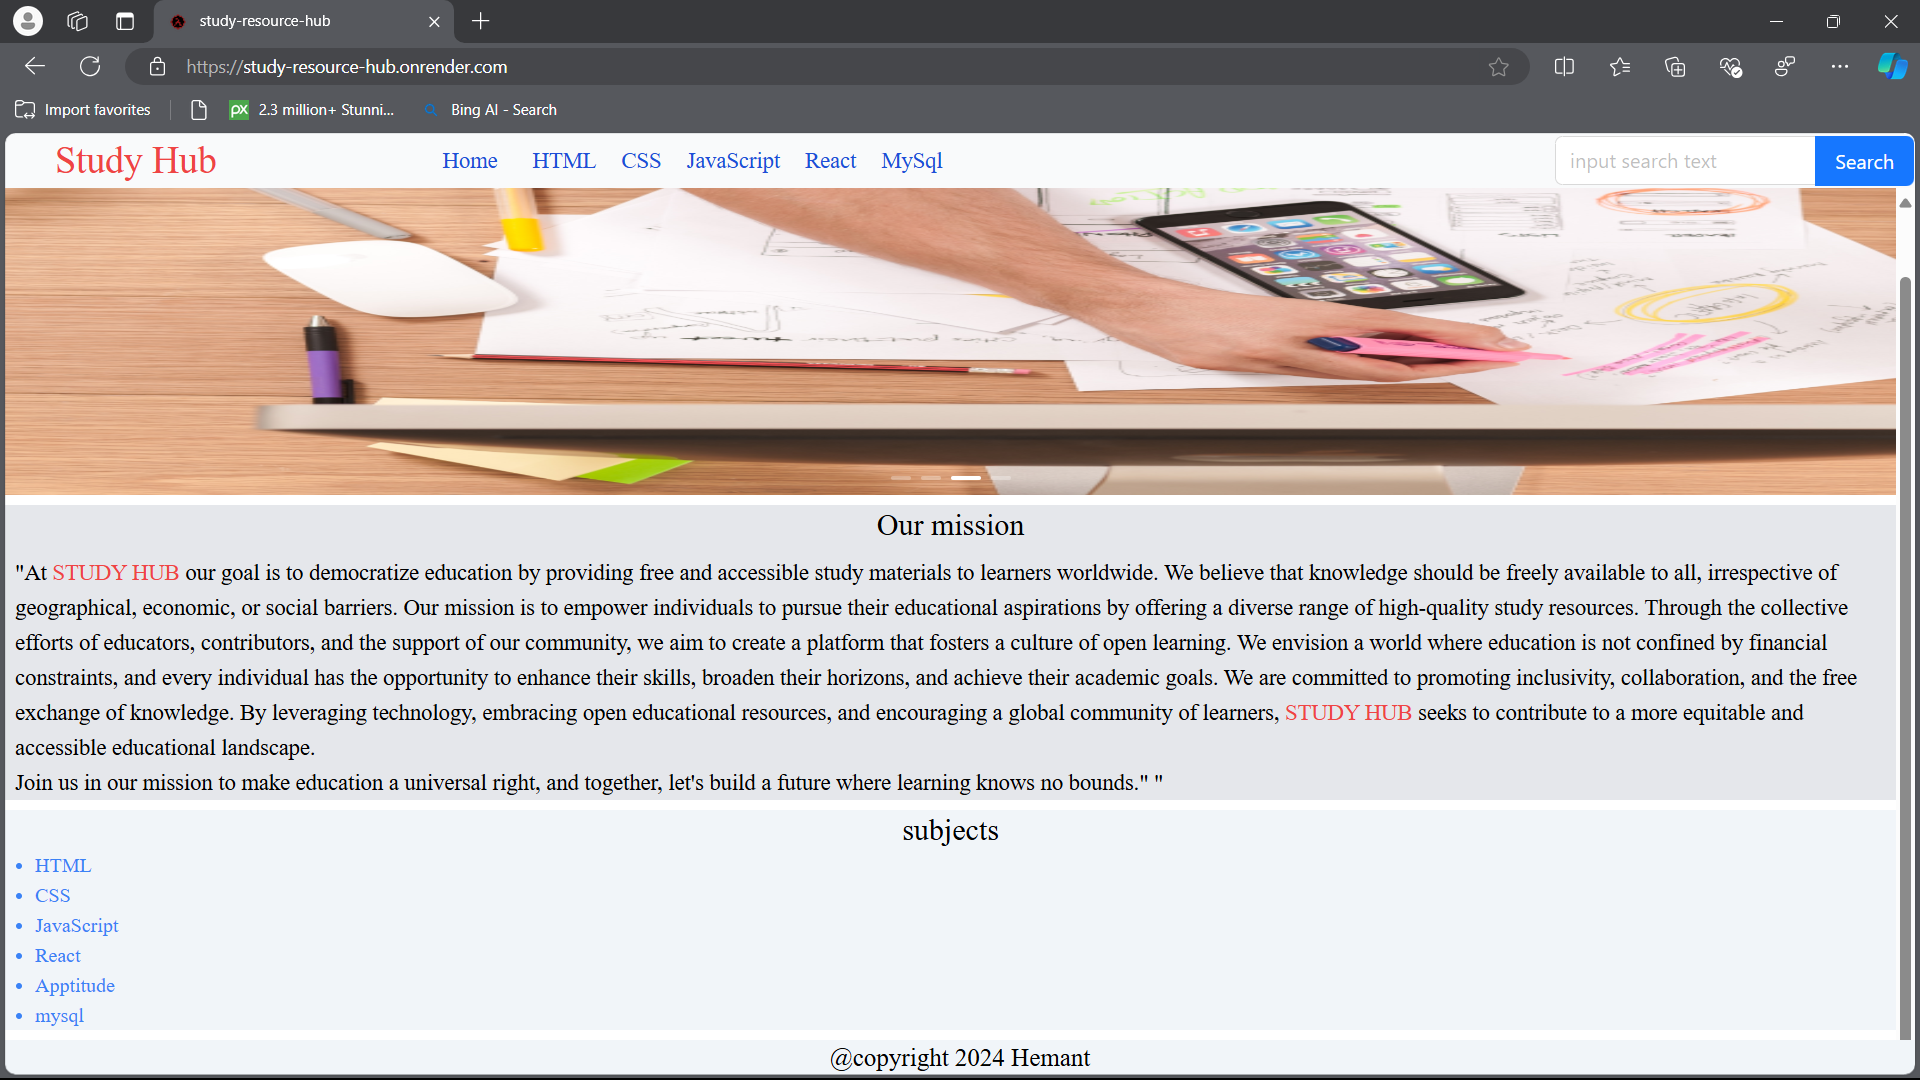 study-resource-hub
https://study-resource-hub.onrender.com
Import favorites
px 2.3 million+ Stunni...
Bing AI - Search
Study Hub
Home HTML CSS JavaScript React MySql
input search text
Search
Our mission
"At STUDY HUB our goal is to democratize education by providing free and accessible study materials to learners worldwide. We believe that knowledge should be freely available to all, irrespective of
geographical, economic, or social barriers. Our mission is to empower individuals to pursue their educational aspirations by offering a diverse range of high-quality study resources. Through the collective
efforts of educators, contributors, and the support of our community, we aim to create a platform that fosters a culture of open learning. We envision a world where education is not confined by financial
constraints, and every individual has the opportunity to enhance their skills, broaden their horizons, and achieve their academic goals. We are committed to promoting inclusivity, collaboration, and the free
exchange of knowledge. By leveraging technology, embracing open educational resources, and encouraging a global community of learners, STUDY HUB seeks to contribute to a more equitable and
accessible educational landscape.
Join us in our mission to make education a universal right, and together, let's build a future where learning knows no bounds." "
subjects
HTML
CSS
JavaScript
React
Apptitude
mysql
@copyright 2024 Hemant